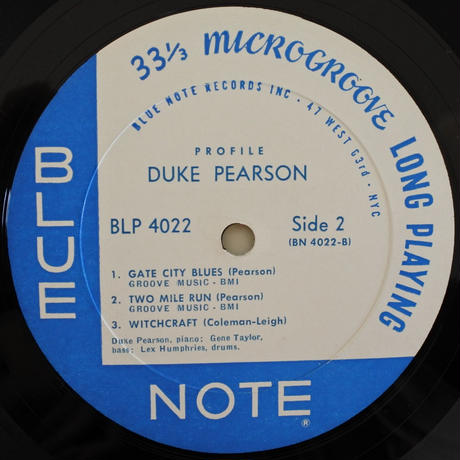 33 1/3 MICROGROOVE LONG PLAYING
BLUE NOTE RECORDS INC • 47 WEST 63rd • NYC
PROFILE
DUKE PEARSON
BLP 4022
Side 2
(BN 4022-B)
1. GATE CITY BLUES (Pearson)
GROOVE MUSIC - BMI
2. TWO MILE RUN (Pearson)
GROOVE MUSIC - BMI
3. WITCHCRAFT (Coleman-Leigh)
Duke Pearson, piano; Gene Taylor,
bass; Lex Humphries, drums.
BLUE
NOTE
®